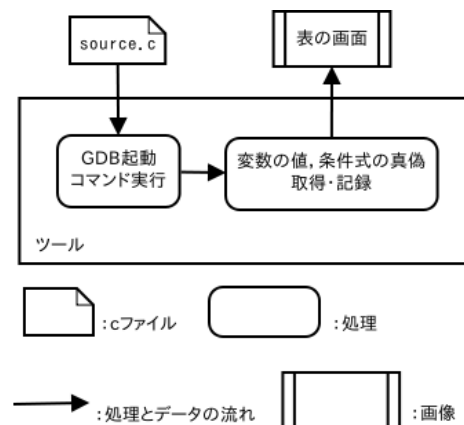 source.c
表の画面
GDB起動
コマンド実行
変数の値,条件式の真偽
取得・記録
ツール
:cファイル
:処理
:処理とデータの流れ
:画像